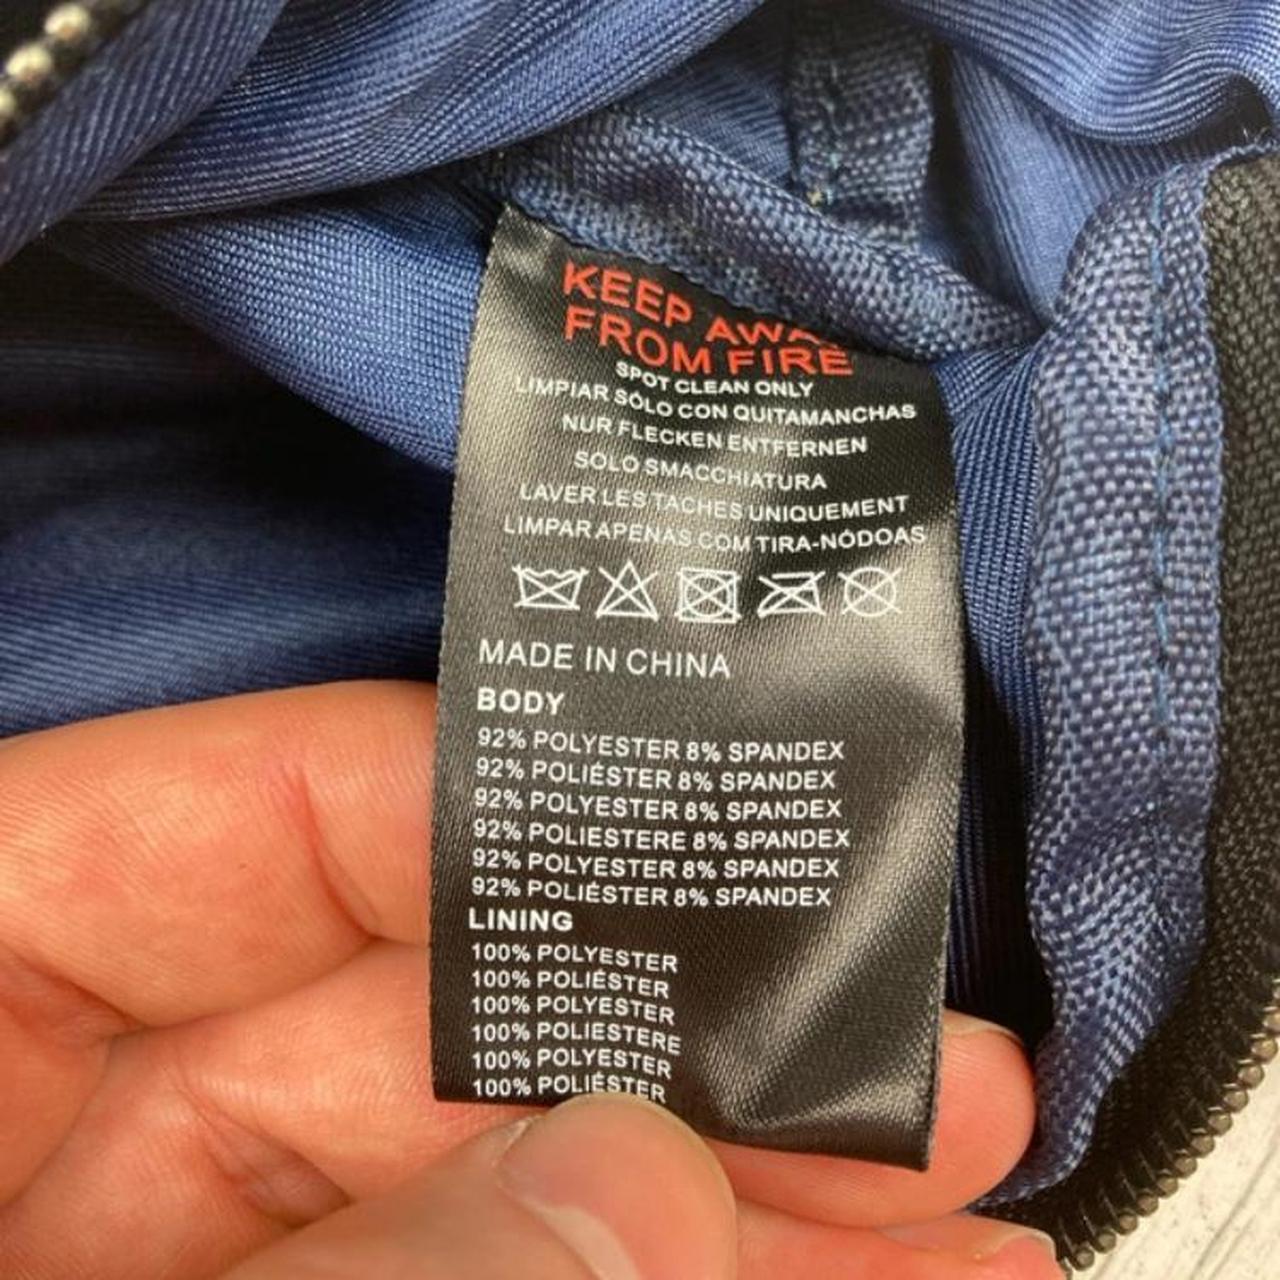 KEEP AWAY
FROM FIRE
SPOT CLEAN ONLY
LIMPIAR SÓLO CON QUITAMANCHAS
NUR FLECKEN ENTFERNEN
SOLO SMACCHIATURA
LAVER LES TACHES UNIQUEMENT
LIMPAR APENAS COM TIRA-NÓDOAS
MADE IN CHINA
BODY
92% POLYESTER 8% SPANDEX
92% POLIÉSTER 8% SPANDEX
92% POLYESTER 8% SPANDEX
92% POLIESTERE 8% SPANDEX
92% POLYESTER 8% SPANDEX
92% POLIÉSTER 8% SPANDEX
LINING
100% POLYESTER
100% POLIÉSTER
100% POLYESTER
100% POLIESTERE
100% POLYESTER
100% POLIÉSTER